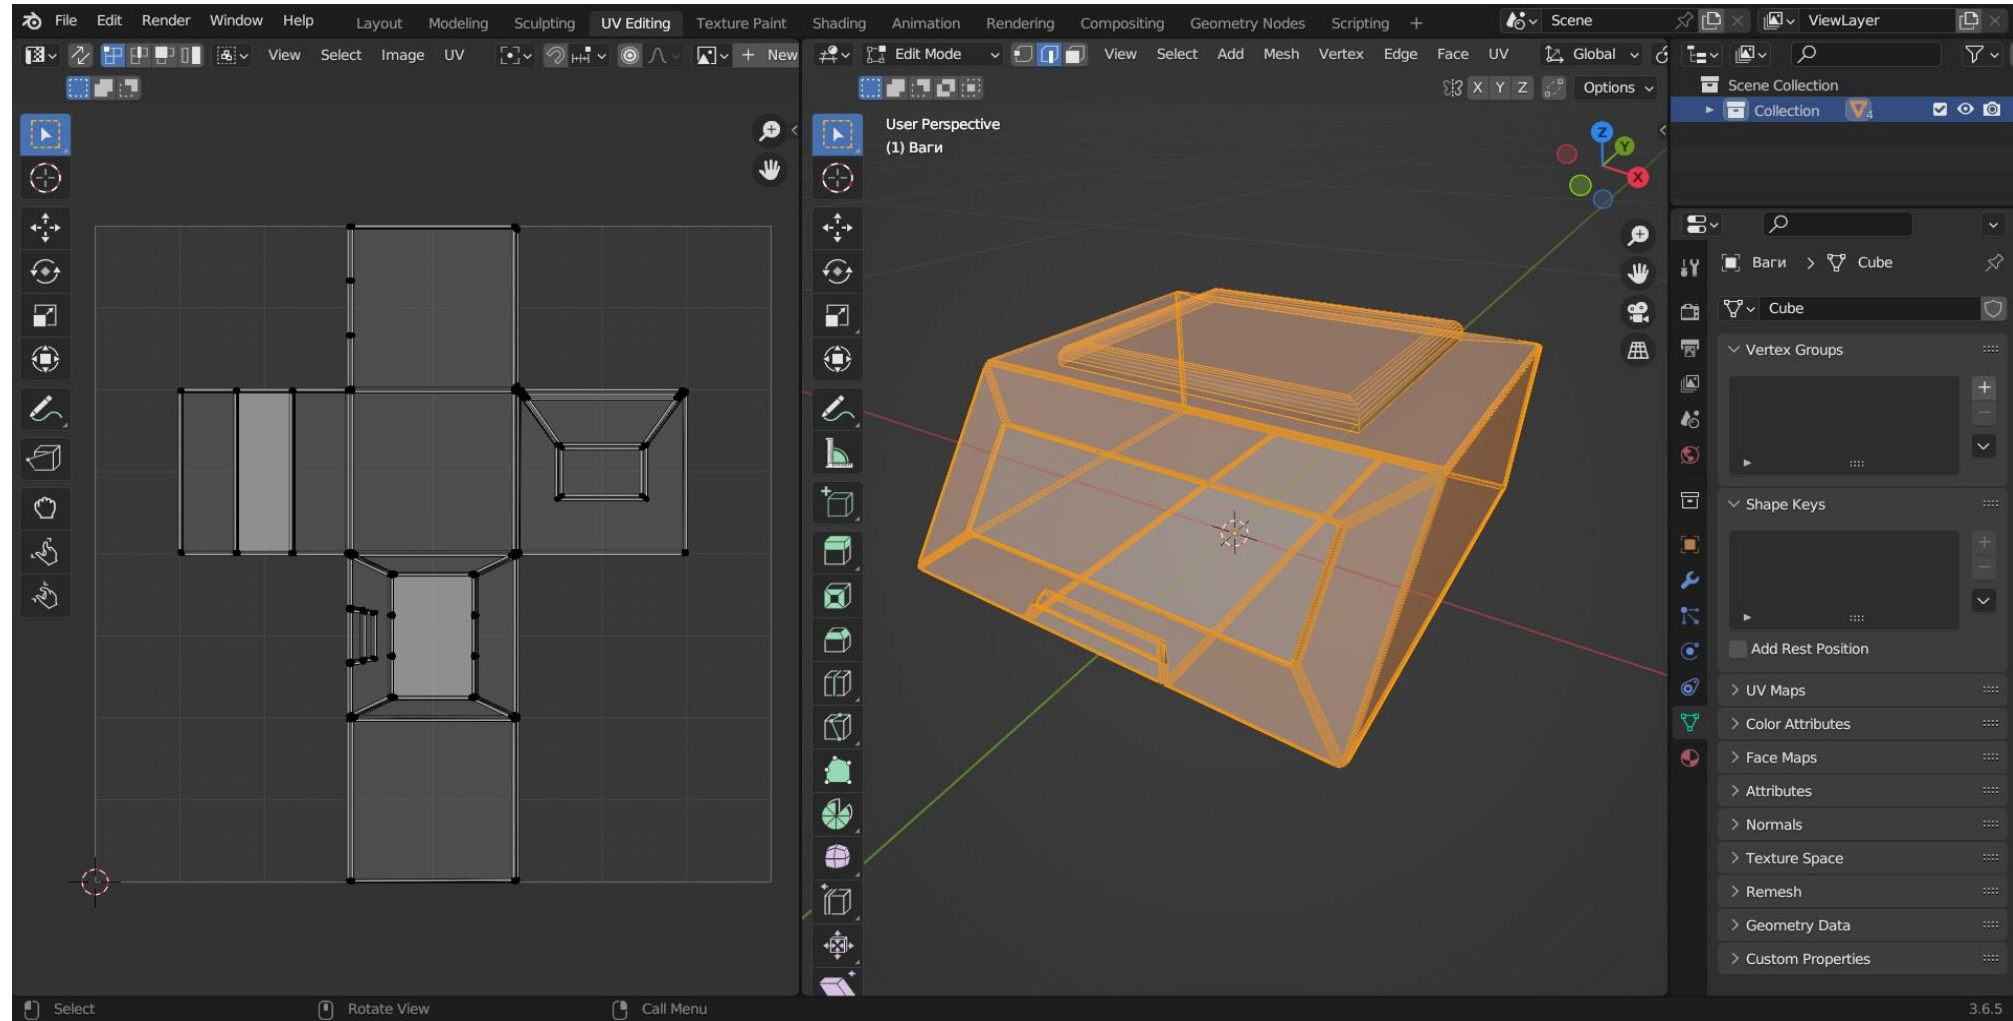 File Edit Render Window Help Layout Modeling Sculpting UV Editing Texture Paint Shading Animation Rendering Compositing Geometry Nodes Scripting + Scene ViewLayer
View Select Image UV + New Edit Mode View Select Add Mesh Vertex Edge Face UV Global
X Y Z Options
Scene Collection
Collection 4
User Perspective
(1) Ваги
Z
Y
X
Ваги > Cube
Cube
Vertex Groups
Shape Keys
Add Rest Position
UV Maps
Color Attributes
Face Maps
Attributes
Normals
Texture Space
Remesh
Geometry Data
Custom Properties
Select Rotate View Call Menu 3.6.5